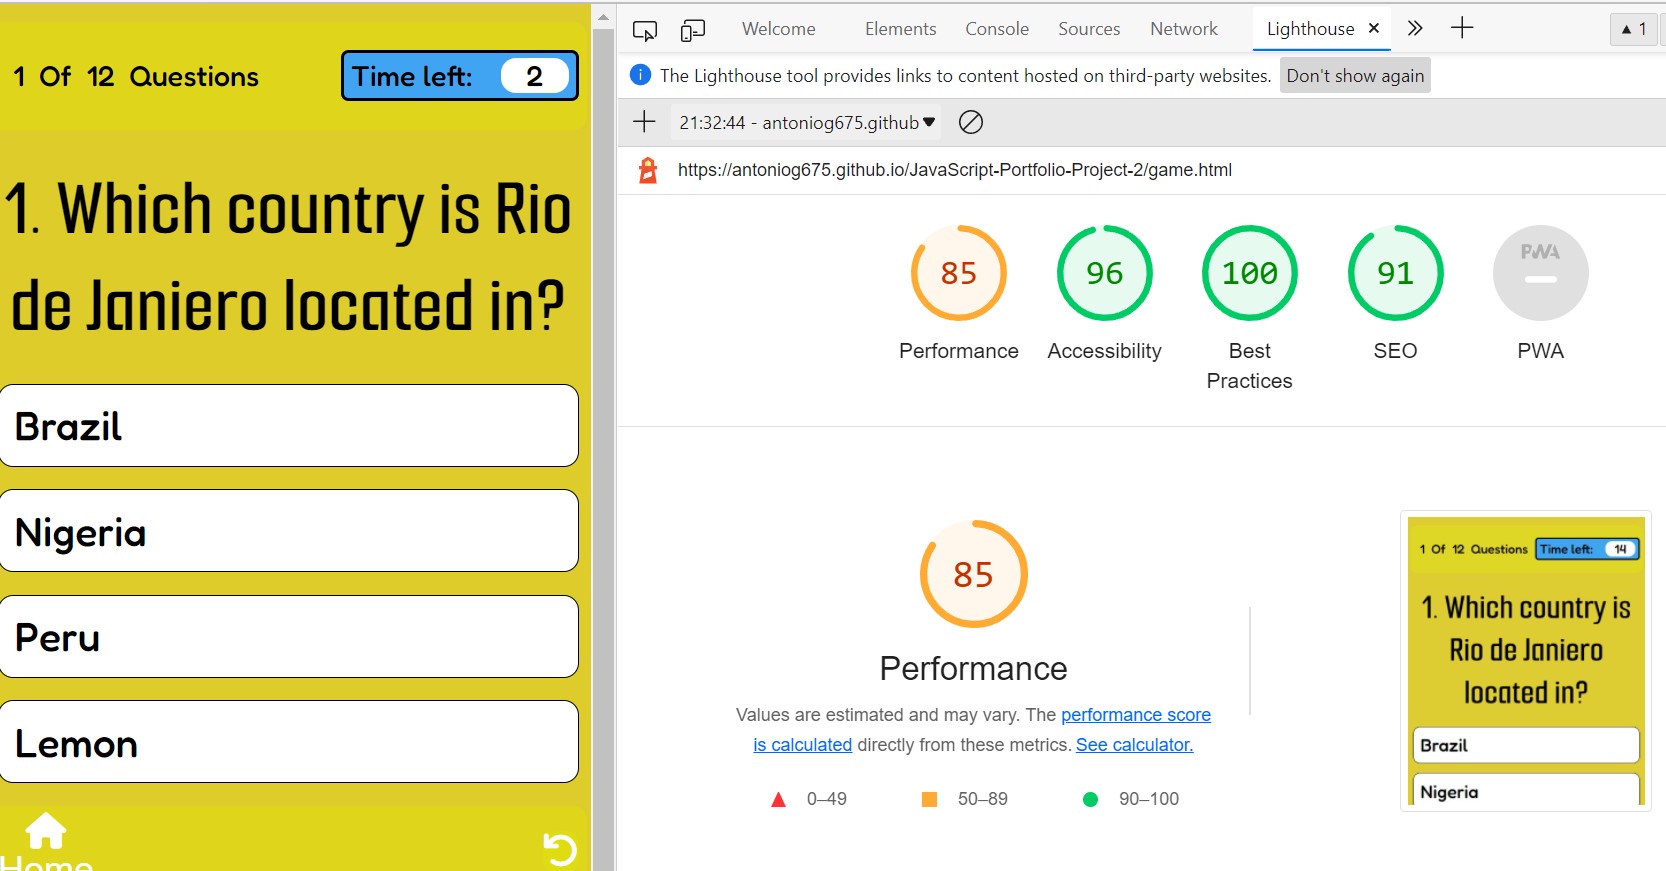 1 Of 12 Questions
Time left: 2
1. Which country is Rio
de Janiero located in?
Brazil
Nigeria
Peru
Lemon
Home
Welcome Elements Console Sources Network Lighthouse × » + ▲ 1
The Lighthouse tool provides links to content hosted on third-party websites. Don't show again
+ 21:32:44 - antoniog675.github ▼
https://antoniog675.github.io/JavaScript-Portfolio-Project-2/game.html
85 96 100 91 PWA
Performance Accessibility Best SEO PWA
Practices
85
Performance
Values are estimated and may vary. The performance score
is calculated directly from these metrics. See calculator.
0–49 50–89 90–100
1 Of 12 Questions Time left: 14
1. Which country is
Rio de Janiero
located in?
Brazil
Nigeria